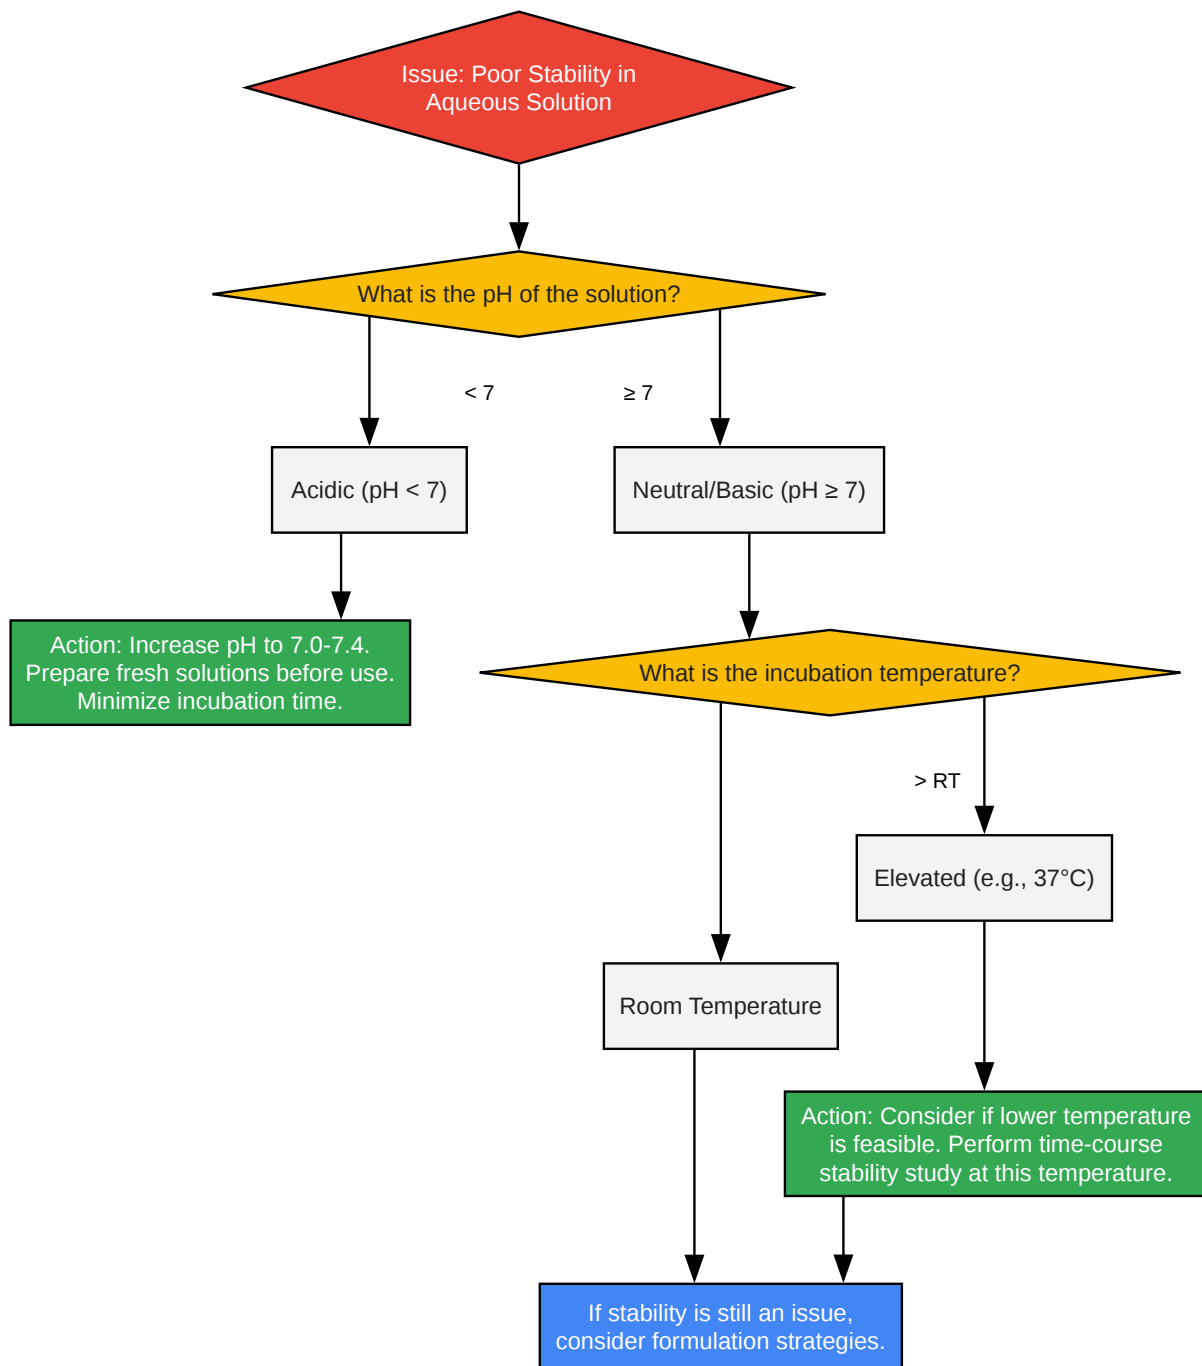 Issue: Poor Stability in
Aqueous Solution
What is the pH of the solution?
< 7
≥ 7
Acidic (pH < 7)
Neutral/Basic (pH ≥ 7)
Action: Increase pH to 7.0-7.4.
Prepare fresh solutions before use.
Minimize incubation time.
What is the incubation temperature?
> RT
Elevated (e.g., 37°C)
Room Temperature
Action: Consider if lower temperature
is feasible. Perform time-course
stability study at this temperature.
If stability is still an issue,
consider formulation strategies.